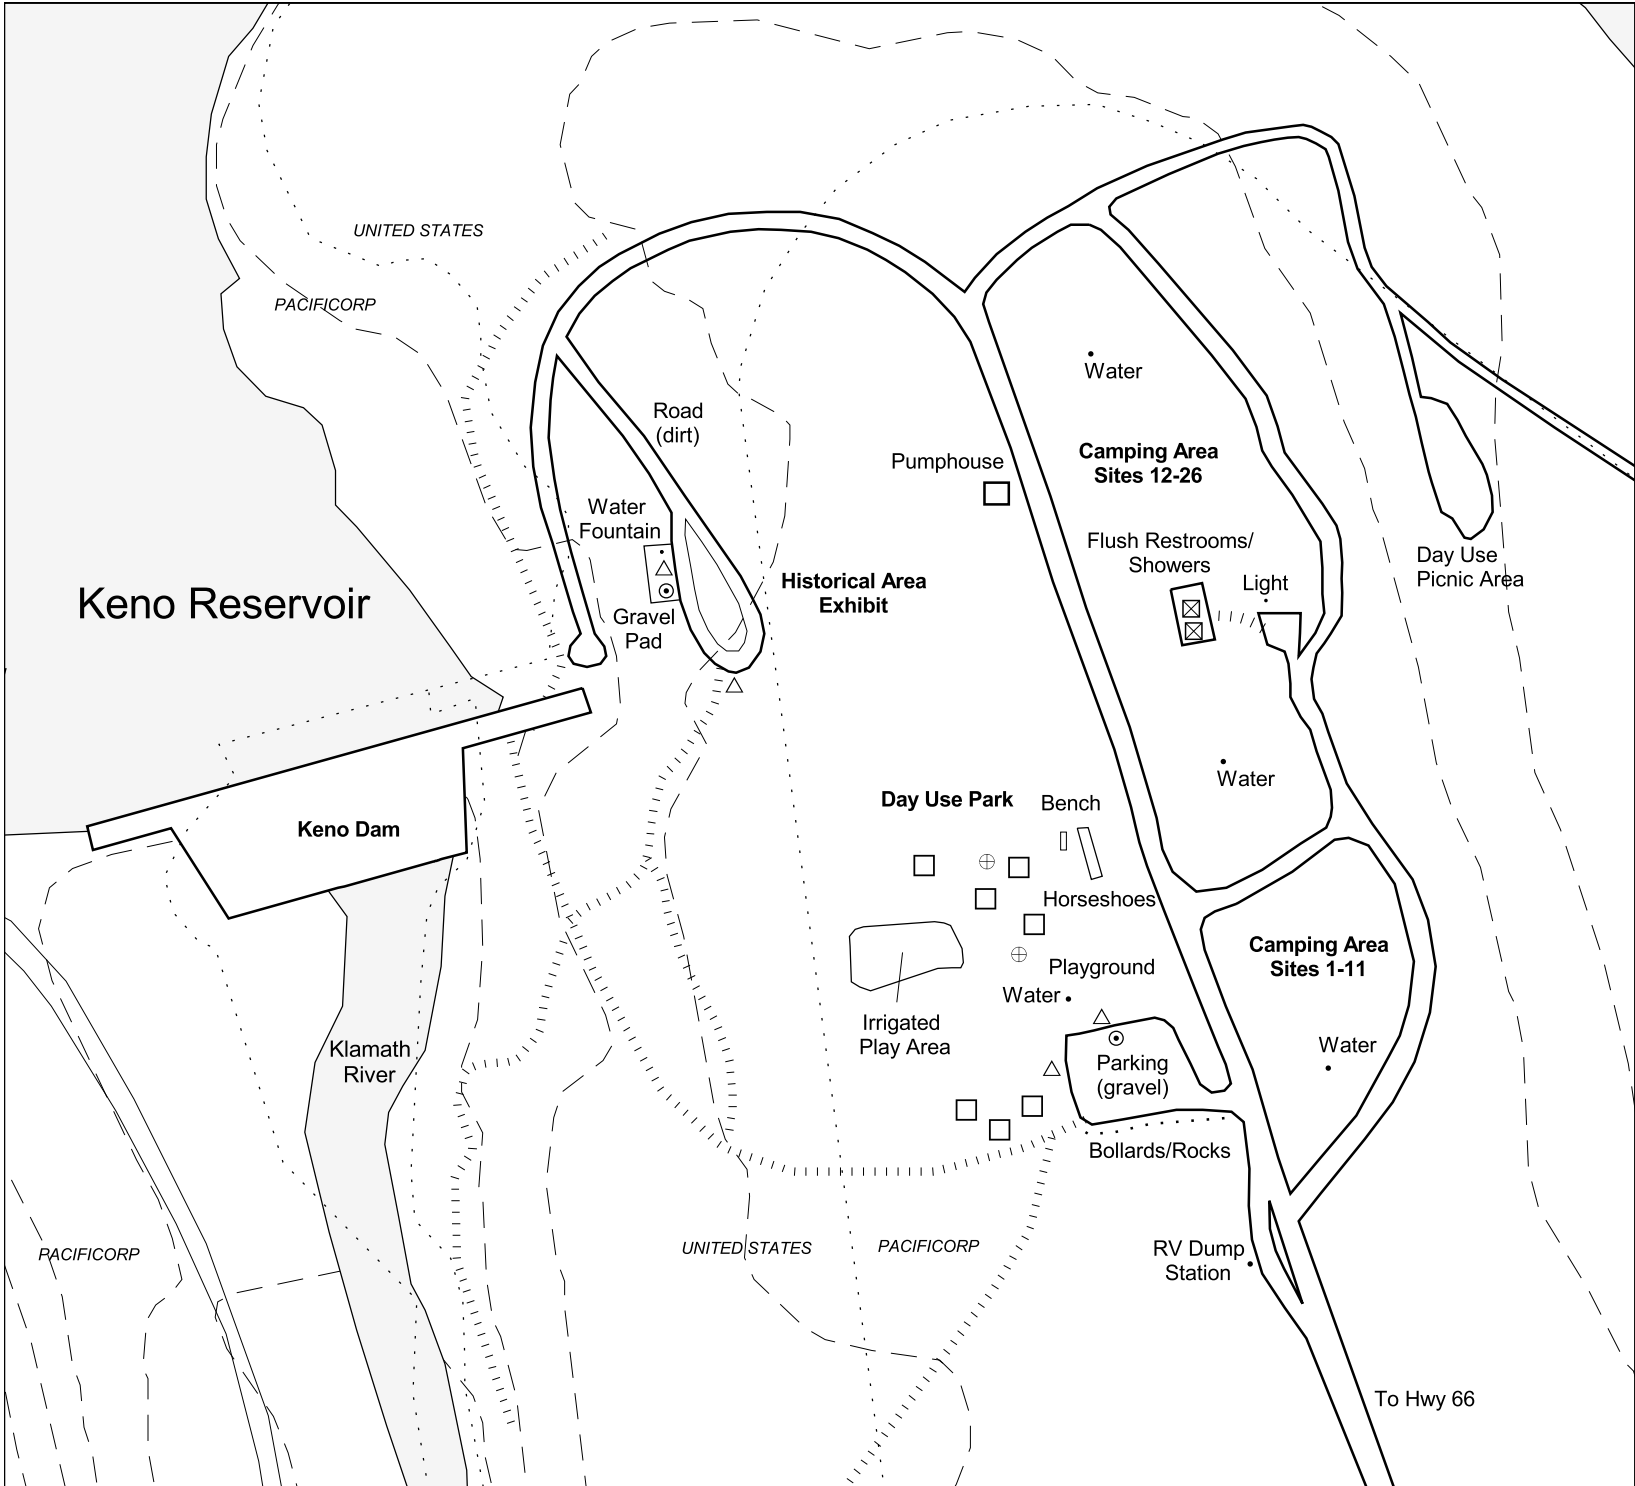 UNITED STATES
PACIFICORP
Water
Road
(dirt)
Camping Area
Sites 12-26
Pumphouse
Water
Fountain
Flush Restrooms/
Showers
Day Use
Picnic Area
Light
Historical Area
Exhibit
Keno Reservoir
Gravel
Pad
Water
Day Use Park
Bench
Keno Dam
Horseshoes
Camping Area
Sites 1-11
Playground
Water
Irrigated
Play Area
Klamath
River
Water
Parking
(gravel)
Bollards/Rocks
PACIFICORP
UNITED STATES
PACIFICORP
RV Dump
Station
To Hwy 66